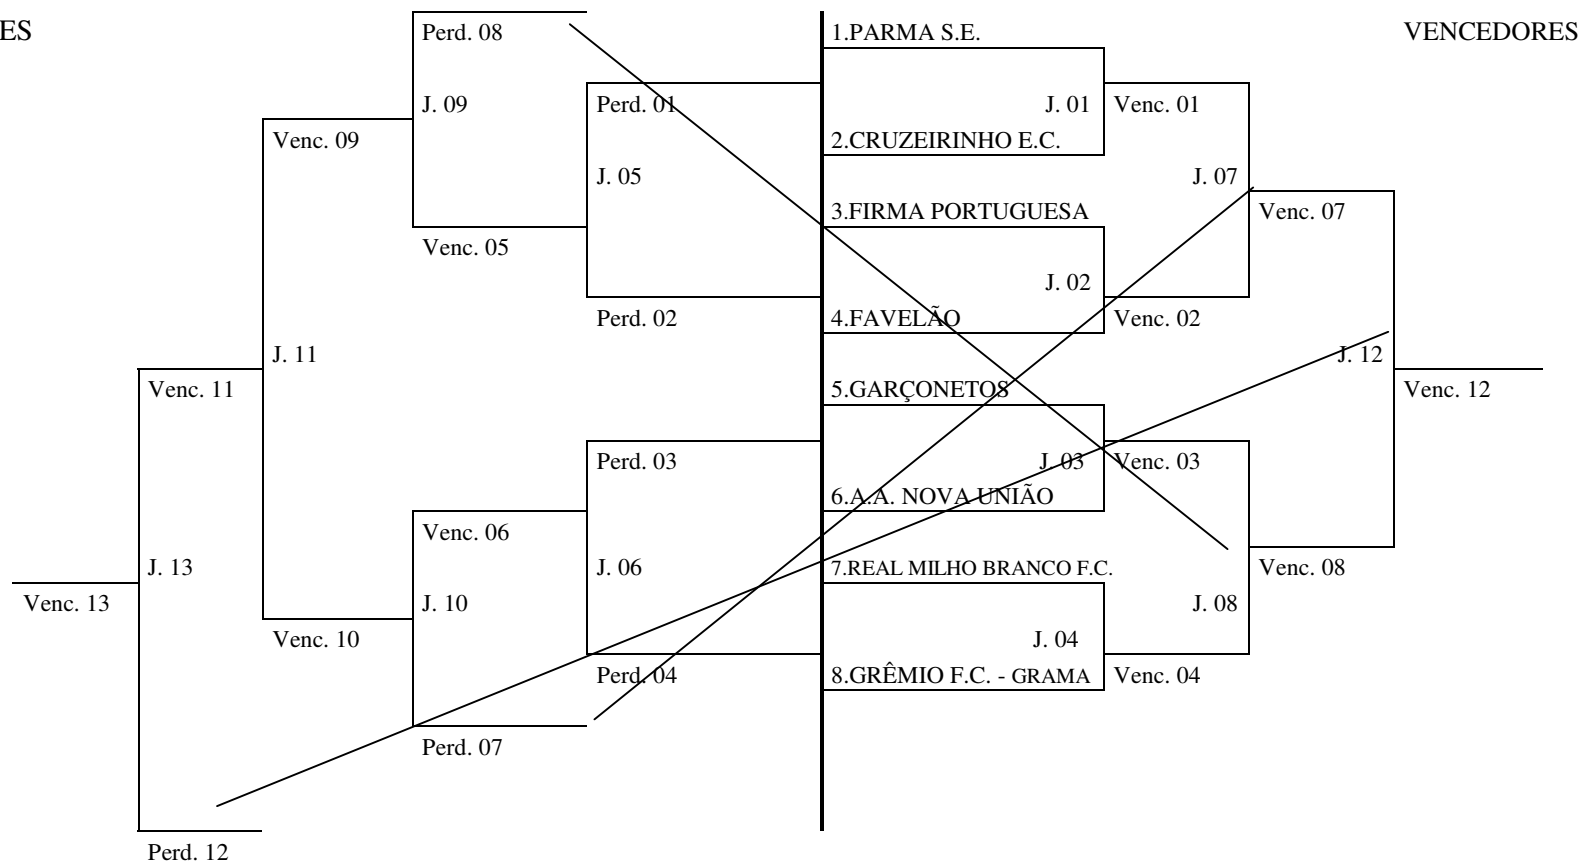 ES
Perd. 08
1.PARMA S.E.
VENCEDORES
J. 09
Perd. 01
J. 01
Venc. 01
Venc. 09
2.CRUZEIRINHO E.C.
J. 05
J. 07
3.FIRMA PORTUGUESA
Venc. 07
Venc. 05
J. 02
Perd. 02
4.FAVELÃO
Venc. 02
J. 11
J. 12
Venc. 11
5.GARÇONETOS
Venc. 12
Perd. 03
J. 03
Venc. 03
6.A.A. NOVA UNIÃO
Venc. 06
J. 13
J. 06
7.REAL MILHO BRANCO F.C.
Venc. 08
Venc. 13
J. 10
J. 08
Venc. 10
J. 04
Perd. 04
8.GRÊMIO F.C. - GRAMA
Venc. 04
Perd. 07
Perd. 12